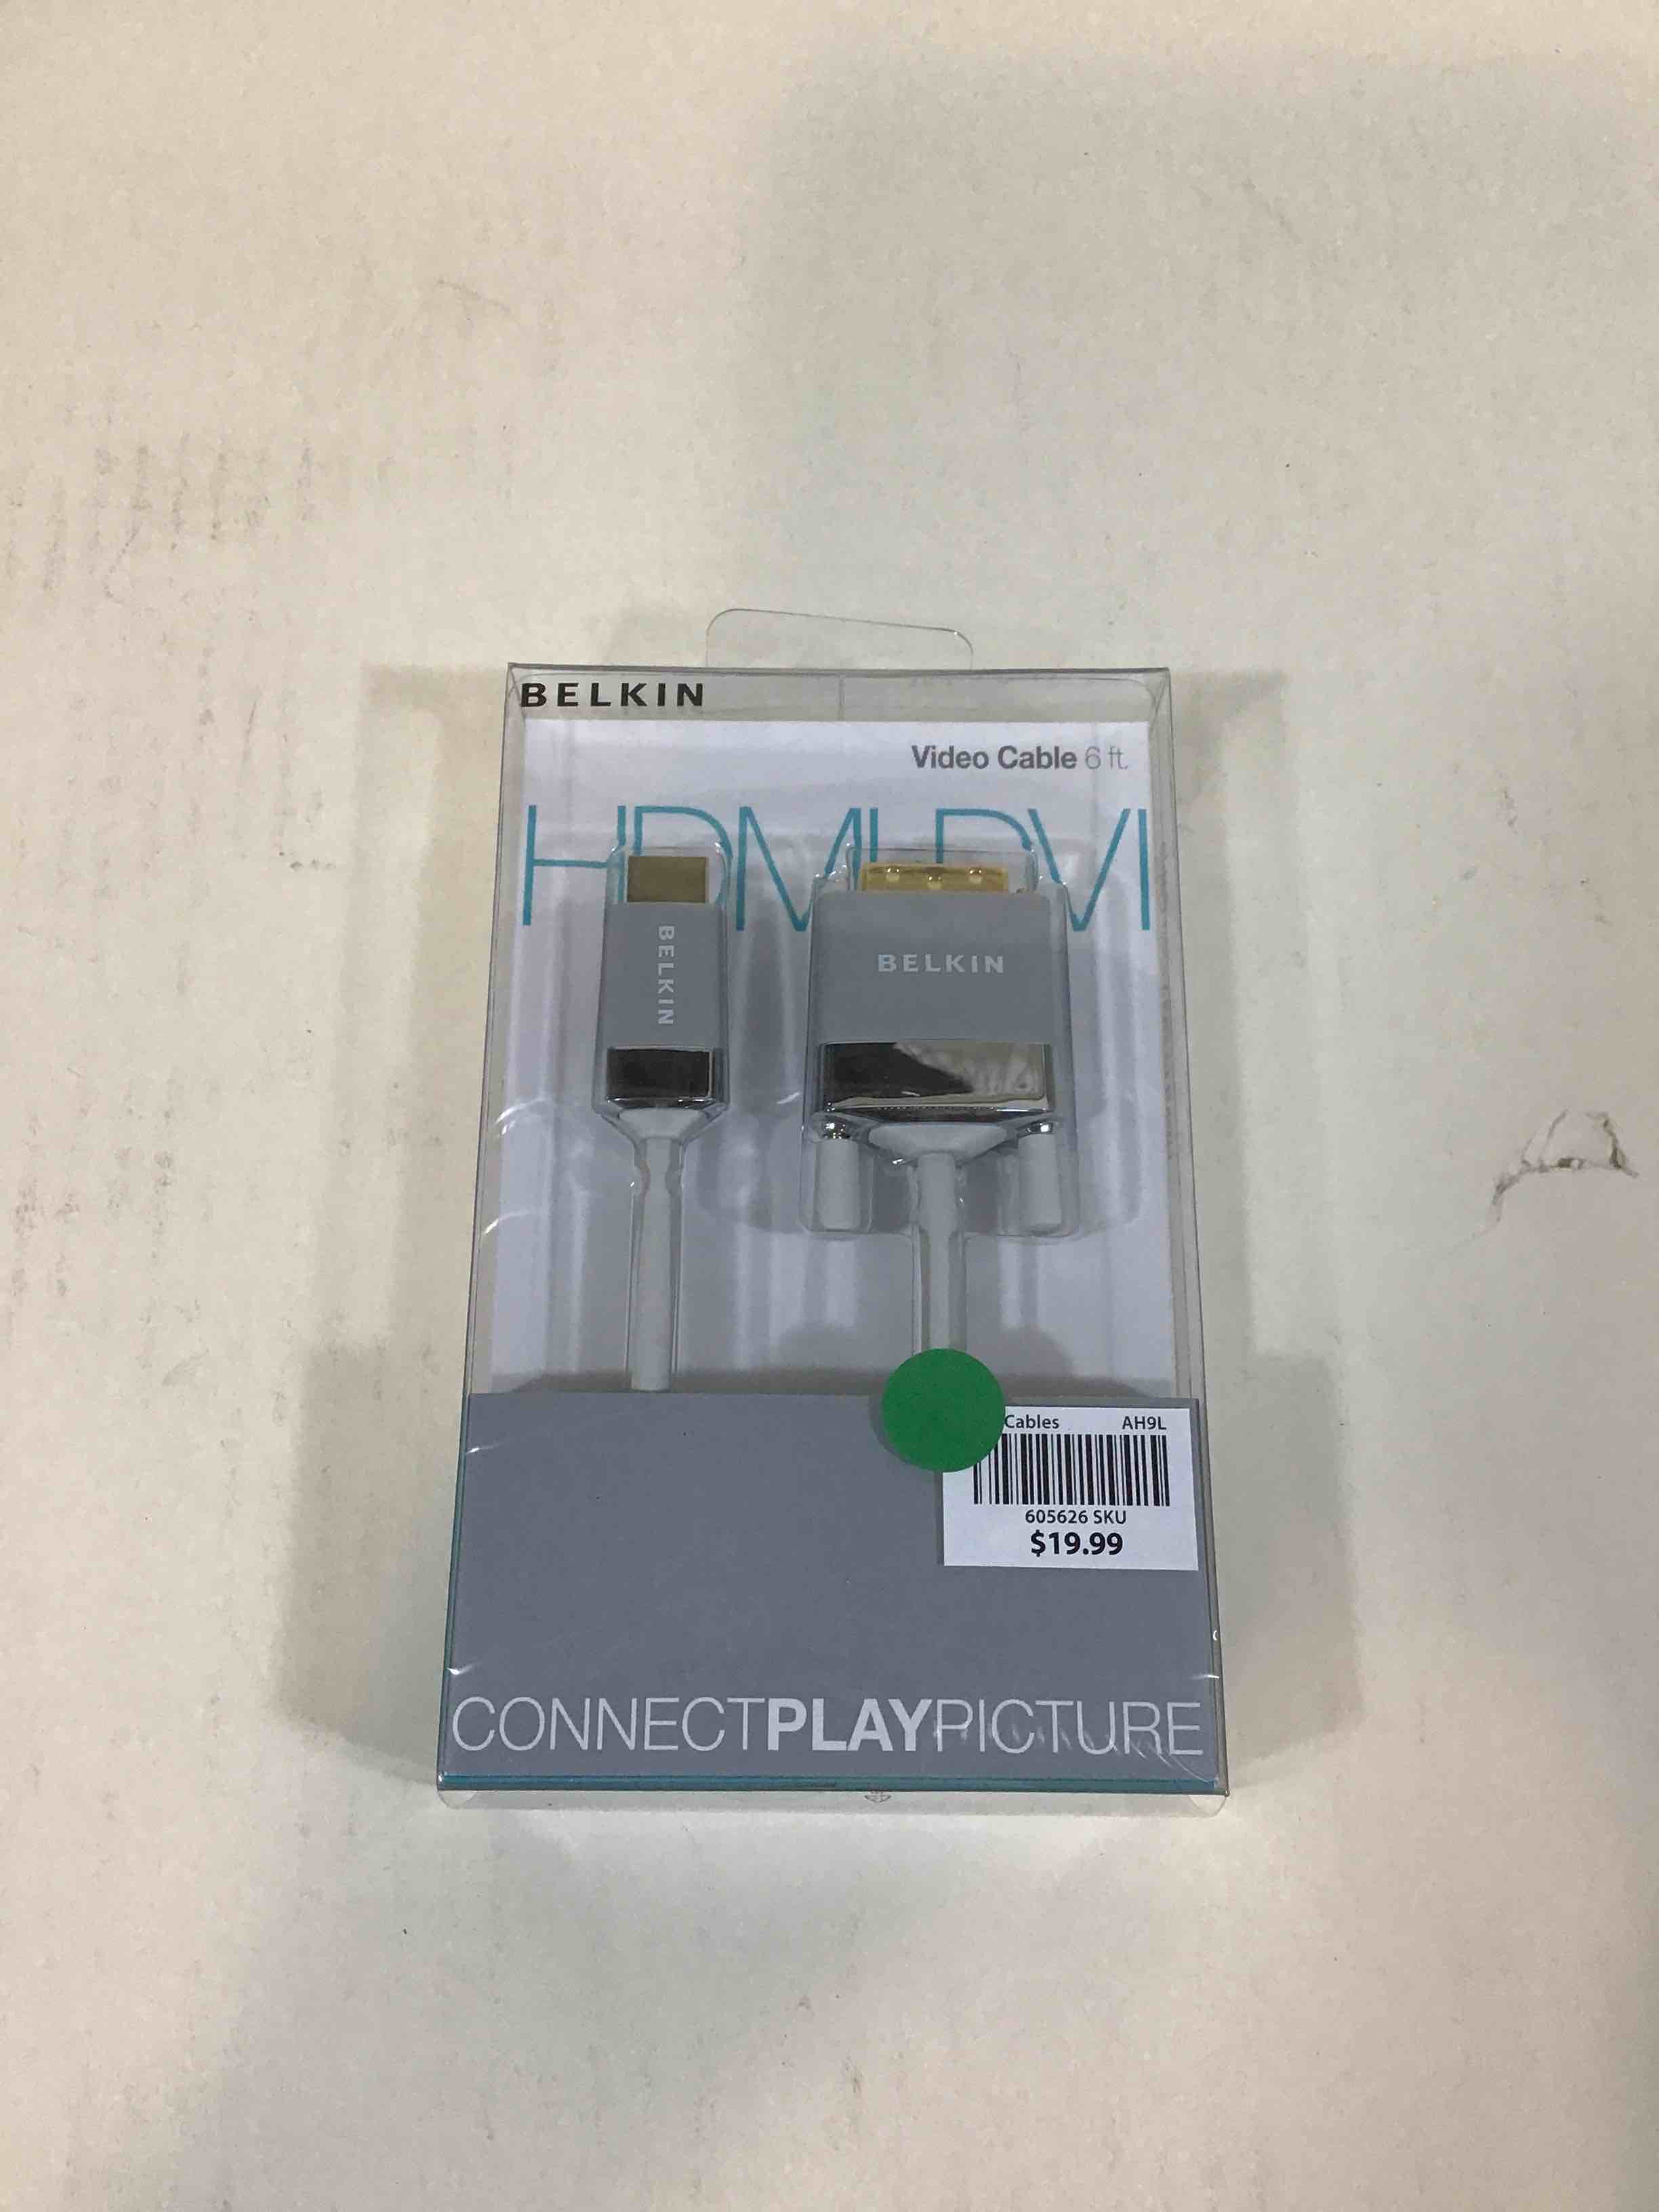 BELKIN
Video Cable 6 ft.
HDMI DVI
BELKIN
BELKIN
Cables AH9L
605626 SKU
$19.99
CONNECTPLAYPICTURE